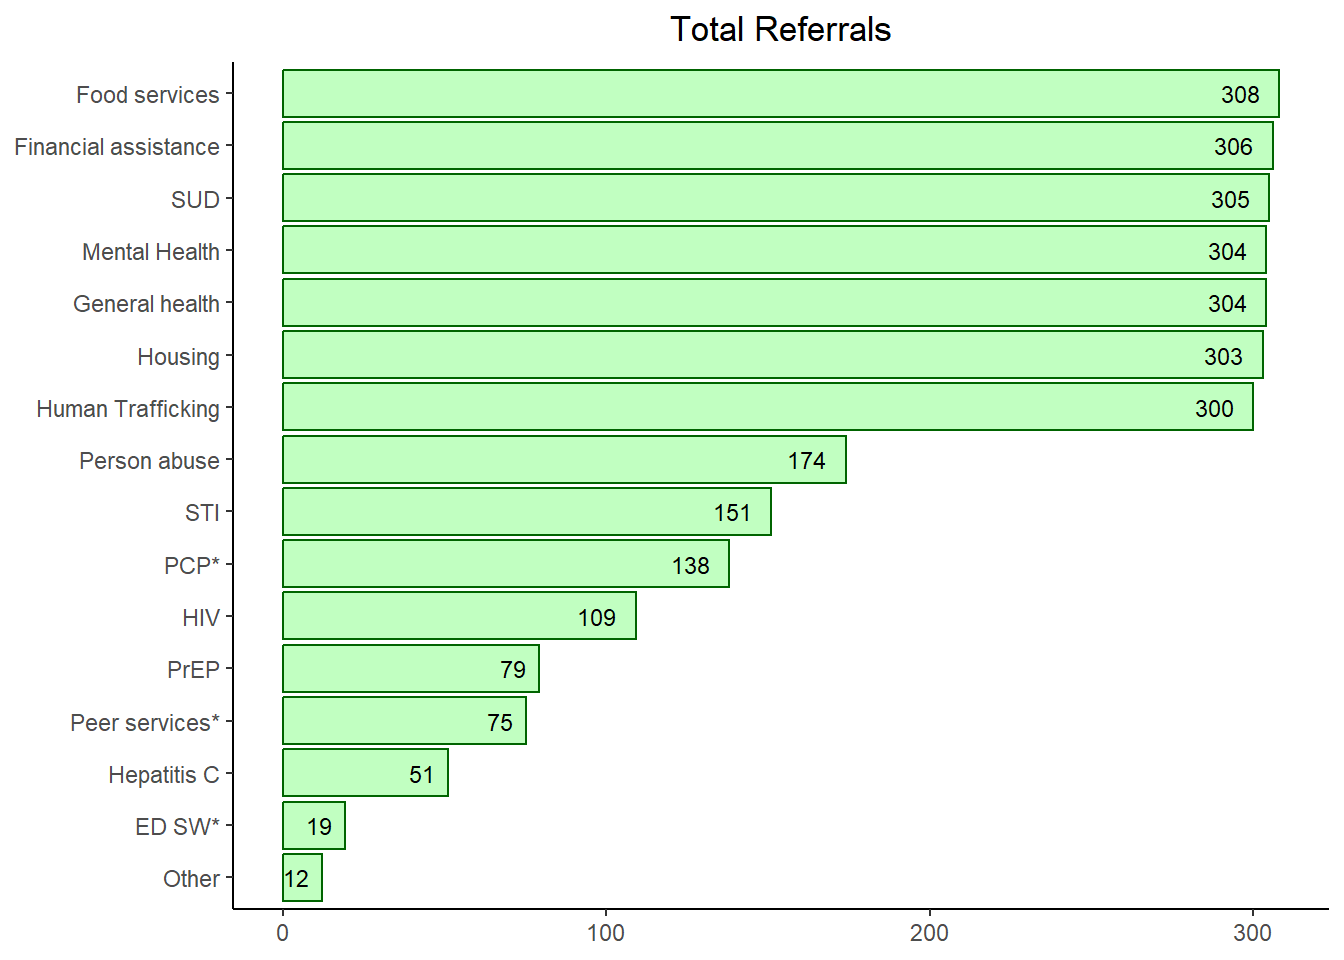 Total Referrals
Food services 308
Financial assistance 306
SUD 305
Mental Health 304
General health 304
Housing 303
Human Trafficking 300
Person abuse 174
STI 151
PCP* 138
HIV 109
PrEP 79
Peer services* 75
Hepatitis C 51
ED SW* 19
Other 12
0 100 200 300